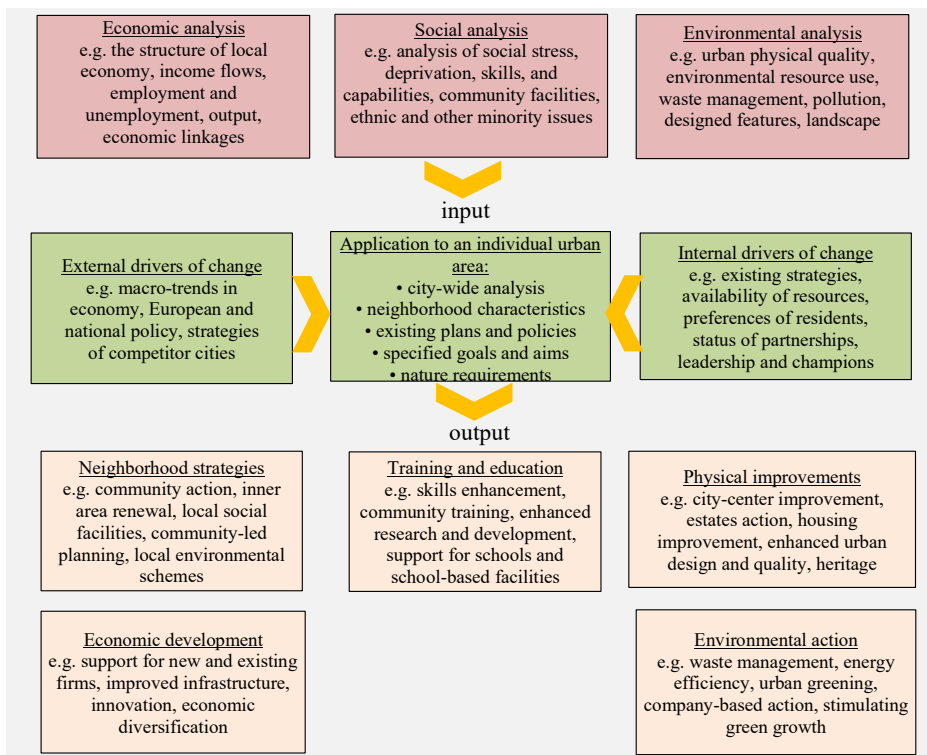 Economic analysis
e.g. the structure of local
economy, income flows,
employment and
unemployment, output,
economic linkages
Social analysis
e.g. analysis of social stress,
deprivation, skills, and
capabilities, community facilities,
ethnic and other minority issues
Environmental analysis
e.g. urban physical quality,
environmental resource use,
waste management, pollution,
designed features, landscape
input
External drivers of change
e.g. macro-trends in
economy, European and
national policy, strategies
of competitor cities
Application to an individual urban
area:
• city-wide analysis
• neighborhood characteristics
• existing plans and policies
• specified goals and aims
• nature requirements
Internal drivers of change
e.g. existing strategies,
availability of resources,
preferences of residents,
status of partnerships,
leadership and champions
output
Neighborhood strategies
e.g. community action, inner
area renewal, local social
facilities, community-led
planning, local environmental
schemes
Training and education
e.g. skills enhancement,
community training, enhanced
research and development,
support for schools and
school-based facilities
Physical improvements
e.g. city-center improvement,
estates action, housing
improvement, enhanced urban
design and quality, heritage
Economic development
e.g. support for new and existing
firms, improved infrastructure,
innovation, economic
diversification
Environmental action
e.g. waste management, energy
efficiency, urban greening,
company-based action, stimulating
green growth